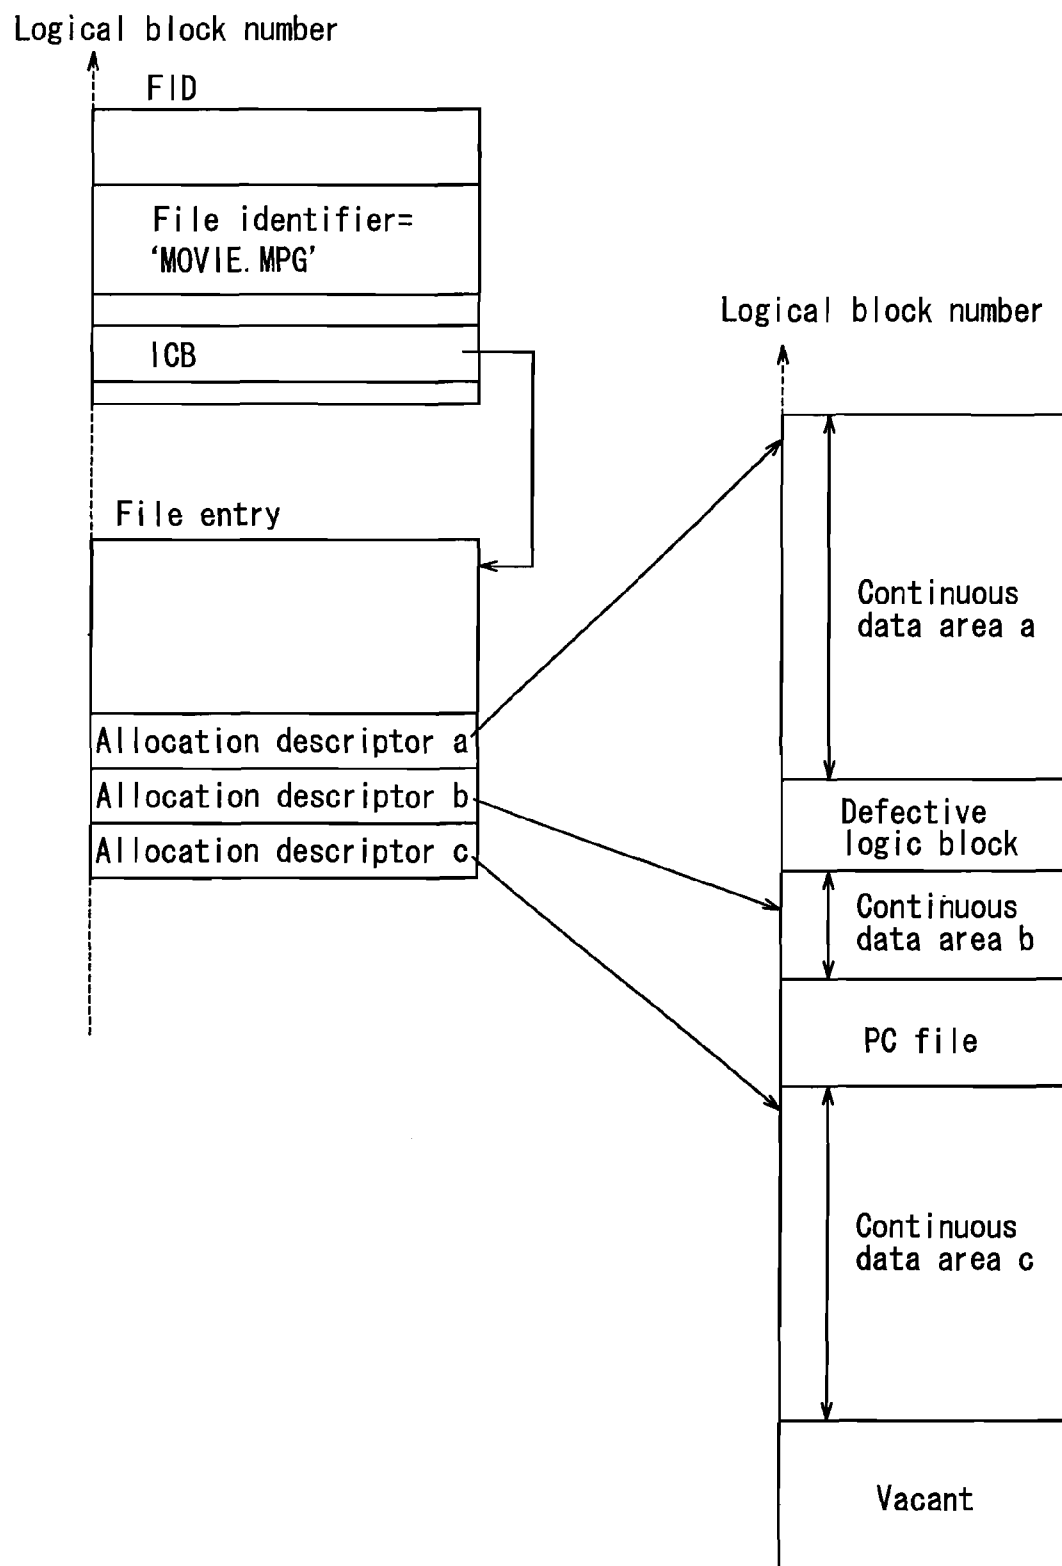 Logical block number
FID
File identifier=
‘MOVIE.MPG’
ICB
File entry
Allocation descriptor a
Allocation descriptor b
Allocation descriptor c
Logical block number
Continuous
data area a
Defective
logic block
Continuous
data area b
PC file
Continuous
data area c
Vacant